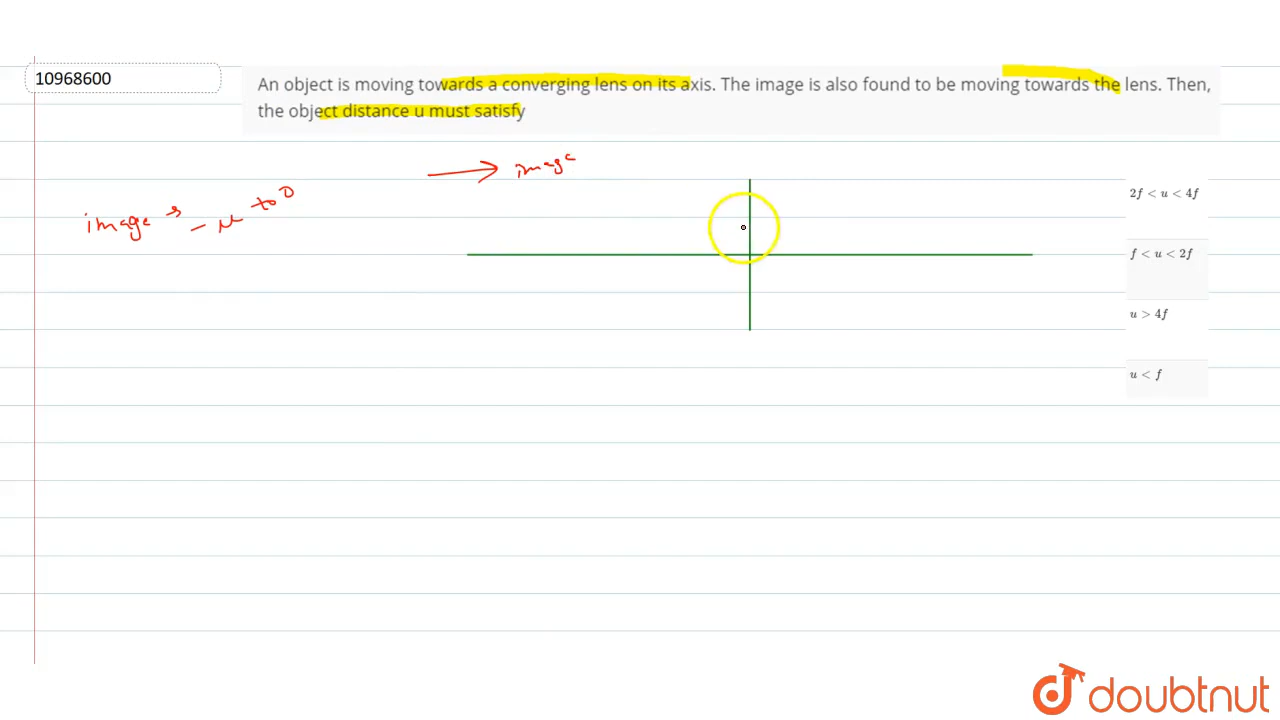 10968600
An object is moving towards a converging lens on its axis. The image is also found to be moving towards the lens. Then,
the object distance u must satisfy
image
image s - u to 0
2f < u < 4f
f < u < 2f
u > 4f
u < f
doubtnut